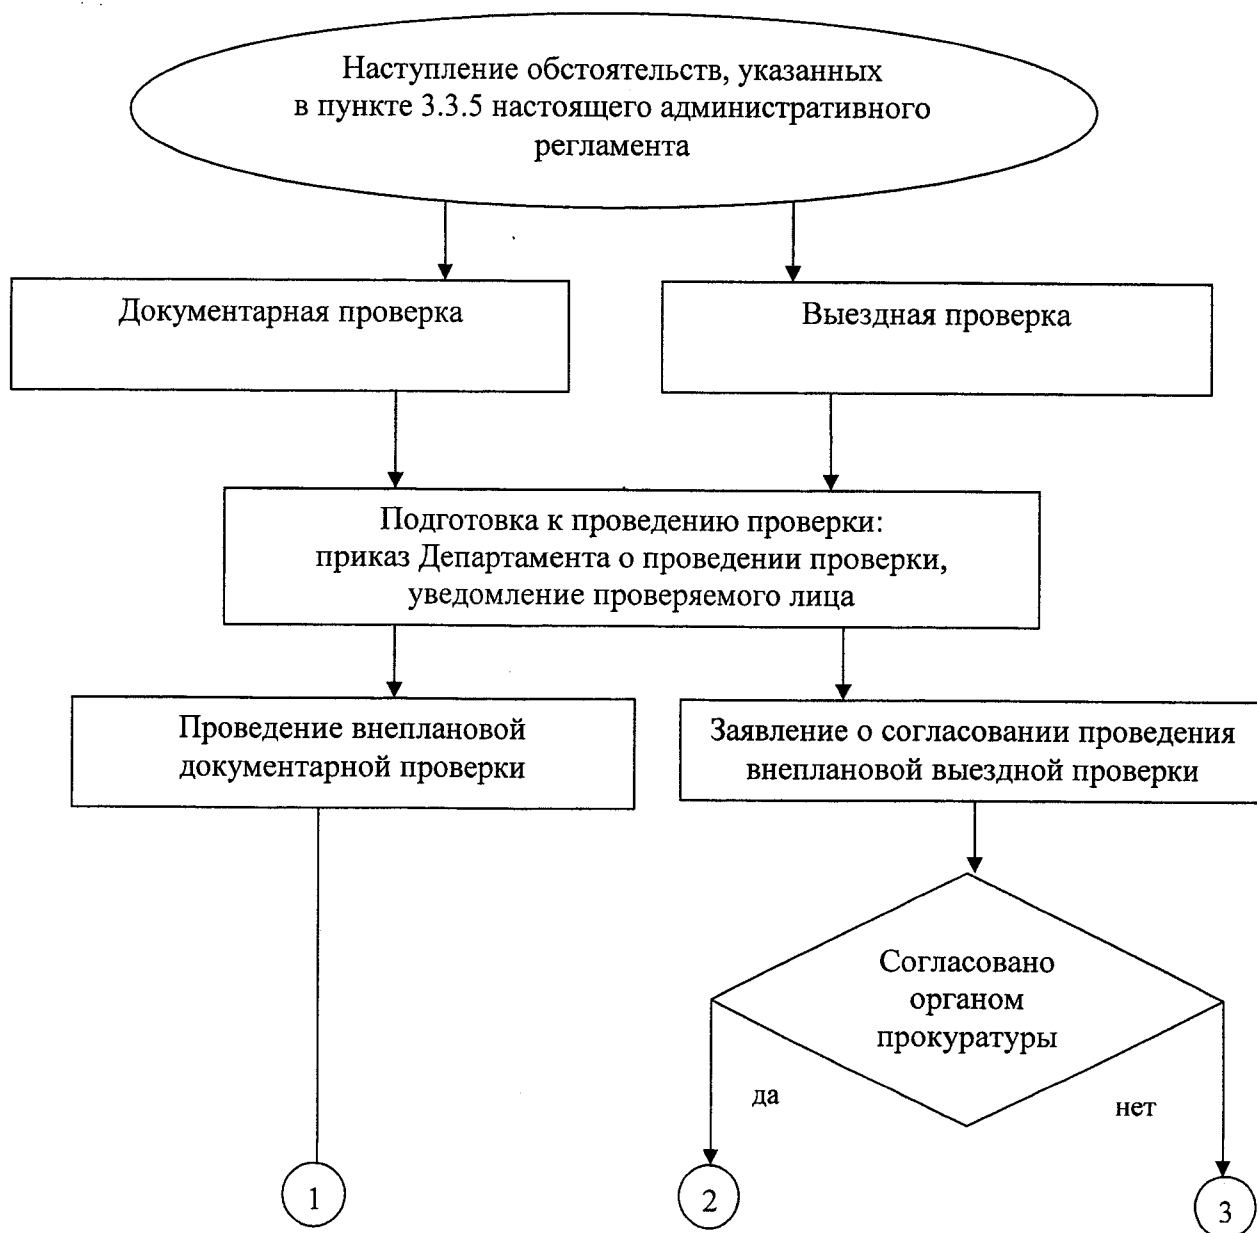 Наступление обстоятельств, указанных
в пункте 3.3.5 настоящего административного
регламента
Документарная проверка
Выездная проверка
Подготовка к проведению проверки:
приказ Департамента о проведении проверки,
уведомление проверяемого лица
Проведение внеплановой
документарной проверки
Заявление о согласовании проведения
внеплановой выездной проверки
Согласовано
органом
прокуратуры
да
нет
1
2
3